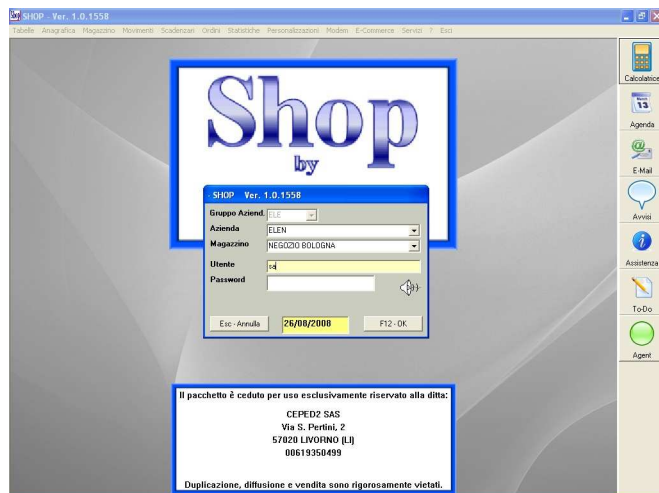 SHOP - Ver. 1.0.1558
Tabelle Anagrafica Magazzino Movimenti Scadenzari Ordini Statistiche Personalizzazioni Modem E-Commerce Servizi ? Esci
Shop
by
- SHOP Ver. 1.0.1558
Gruppo Aziend. ELE
Azienda ELEN
Magazzino NEGOZIO BOLOGNA
Utente sa
Password
Esc - Annulla 26/08/2008 F12 - OK
Il pacchetto è ceduto per uso esclusivamente riservato alla ditta:
CEPED2 SAS
Via S. Pertini, 2
57020 LIVORNO (LI)
00619350499
Duplicazione, diffusione e vendita sono rigorosamente vietati.
Calcolatrice
March
13
Agenda
E-Mail
Avvisi
Assistenza
To-Do
Agent